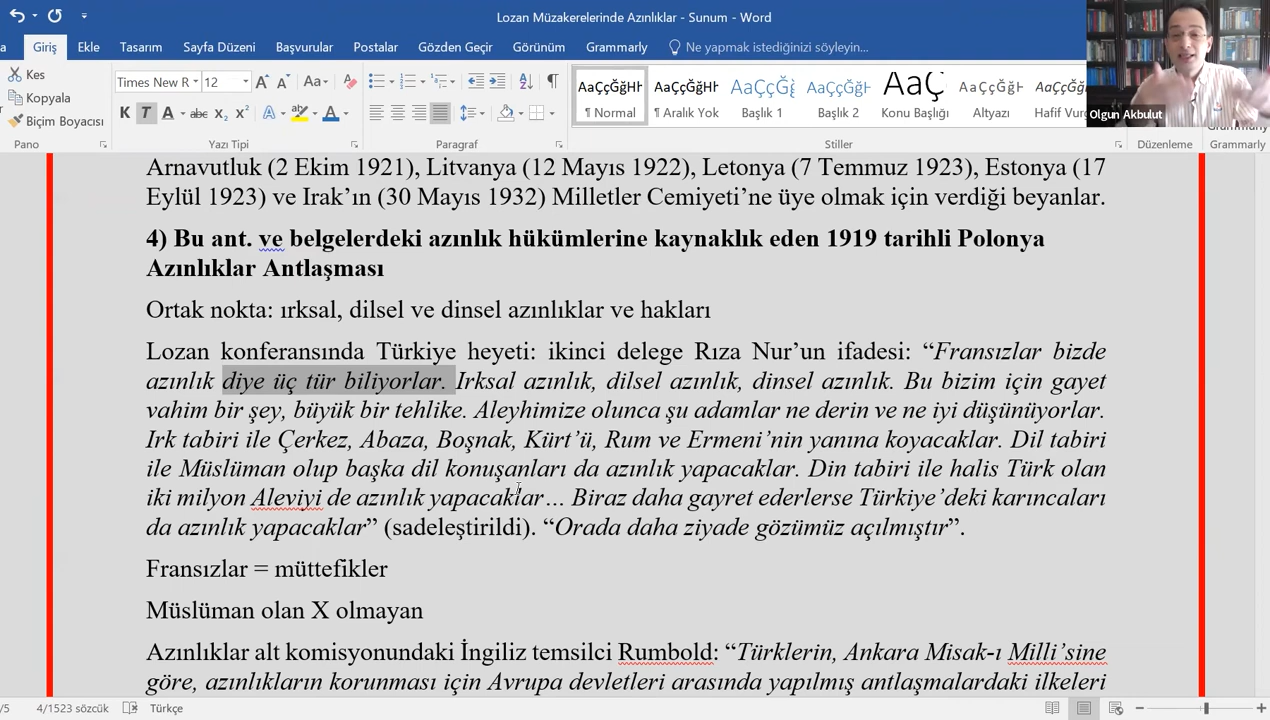 Lozan Müzakerelerinde Azınlıklar - Sunum - Word
a Giriş Ekle Tasarım Sayfa Düzeni Başvurular Postalar Gözden Geçir Görünüm Grammarly Ne yapmak istediğinizi söyleyin...
Kes
Kopyala
Biçim Boyacısı
Pano
Times New R 12
K T A abc x₂ x²
Yazı Tipi
Paragraf
AaÇçĞğHł AaÇçĞğHł AaÇçĞğ AaÇçĞğH AaÇ AaÇçĞğH AaÇçĞğH
¶ Normal ¶ Aralık Yok Başlık 1 Başlık 2 Konu Başlığı Altyazı Hafif Vurg
Stiller
Düzenleme
Grammarly
Olgun Akbulut
Arnavutluk (2 Ekim 1921), Litvanya (12 Mayıs 1922), Letonya (7 Temmuz 1923), Estonya (17
Eylül 1923) ve Irak’ın (30 Mayıs 1932) Milletler Cemiyeti’ne üye olmak için verdiği beyanlar.
4) Bu ant. ve belgelerdeki azınlık hükümlerine kaynaklık eden 1919 tarihli Polonya
Azınlıklar Antlaşması
Ortak nokta: ırksal, dilsel ve dinsel azınlıklar ve hakları
Lozan konferansında Türkiye heyeti: ikinci delege Rıza Nur’un ifadesi: “Fransızlar bizde
azınlık diye üç tür biliyorlar. Irksal azınlık, dilsel azınlık, dinsel azınlık. Bu bizim için gayet
vahim bir şey, büyük bir tehlike. Aleyhimize olunca şu adamlar ne derin ve ne iyi düşünüyorlar.
Irk tabiri ile Çerkez, Abaza, Boşnak, Kürt’ü, Rum ve Ermeni’nin yanına koyacaklar. Dil tabiri
ile Müslüman olup başka dil konuşanları da azınlık yapacaklar. Din tabiri ile halis Türk olan
iki milyon Aleviyi de azınlık yapacaklar… Biraz daha gayret ederlerse Türkiye’deki karıncaları
da azınlık yapacaklar” (sadeleştirildi). “Orada daha ziyade gözümüz açılmıştır”.
Fransızlar = müttefikler
Müslüman olan X olmayan
Azınlıklar alt komisyonundaki İngiliz temsilci Rumbold: “Türklerin, Ankara Misak-ı Milli’sine
göre, azınlıkların korunması için Avrupa devletleri arasında yapılmış antlaşmalardaki ilkeleri
/5 4/1523 sözcük Türkçe